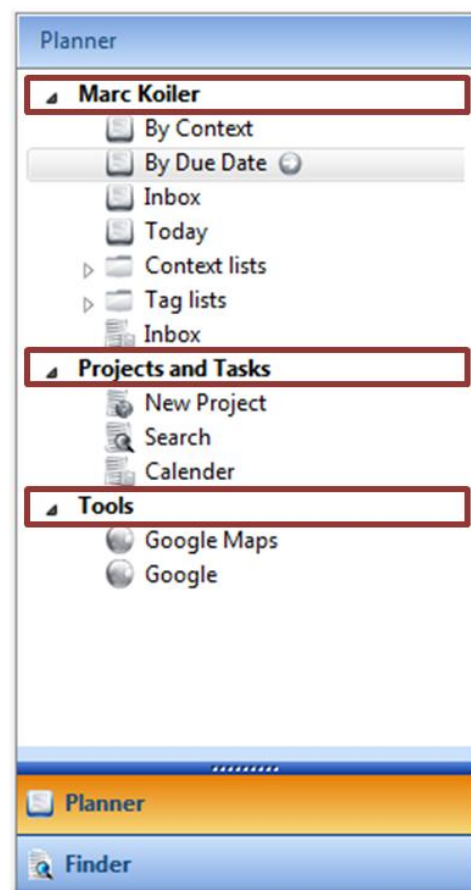 Planner
Marc Koiler
By Context
By Due Date
Inbox
Today
Context lists
Tag lists
Inbox
Projects and Tasks
New Project
Search
Calender
Tools
Google Maps
Google
Planner
Finder